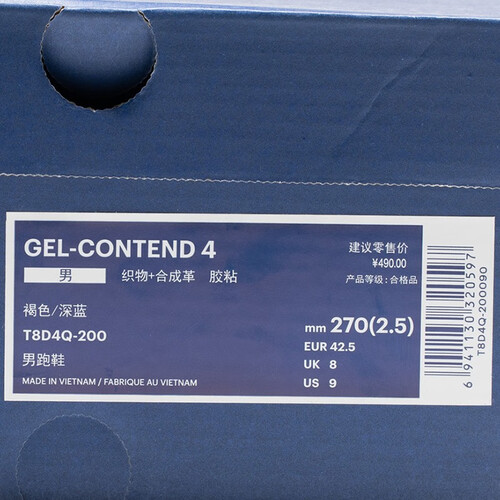 GEL-CONTEND 4
男 织物+合成革 胶粘
褐色/深蓝
T8D4Q-200
男跑鞋
MADE IN VIETNAM / FABRIQUE AU VIETNAM
建议零售价
¥490.00
产品等级:合格品
mm 270(2.5)
EUR 42.5
UK 8
US 9
6 941130 320597
T8D4Q-200090